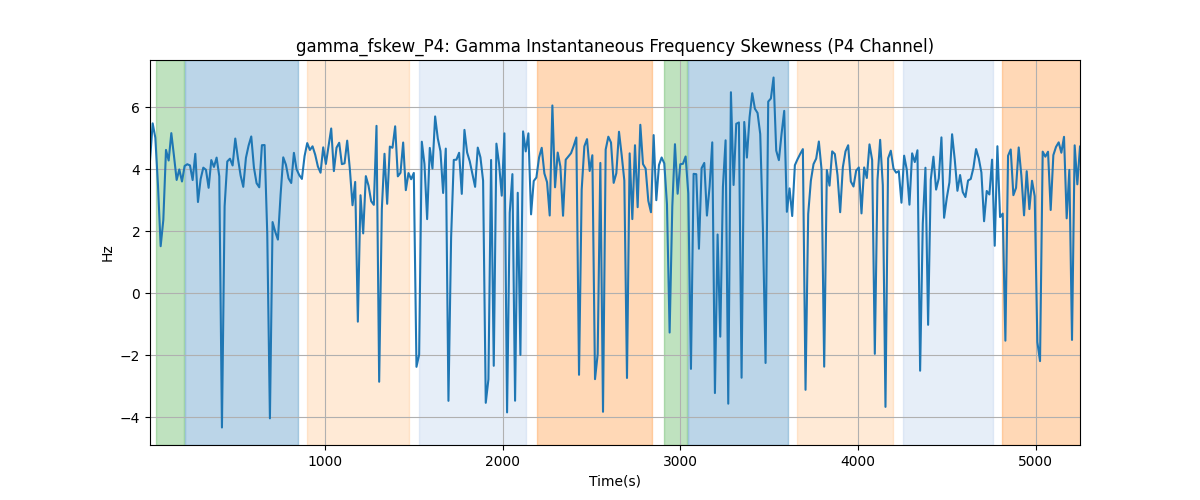 gamma_fskew_P4: Gamma Instantaneous Frequency Skewness (P4 Channel)
6
4
2
0
−2
−4
Hz
1000 2000 3000 4000 5000
Time(s)